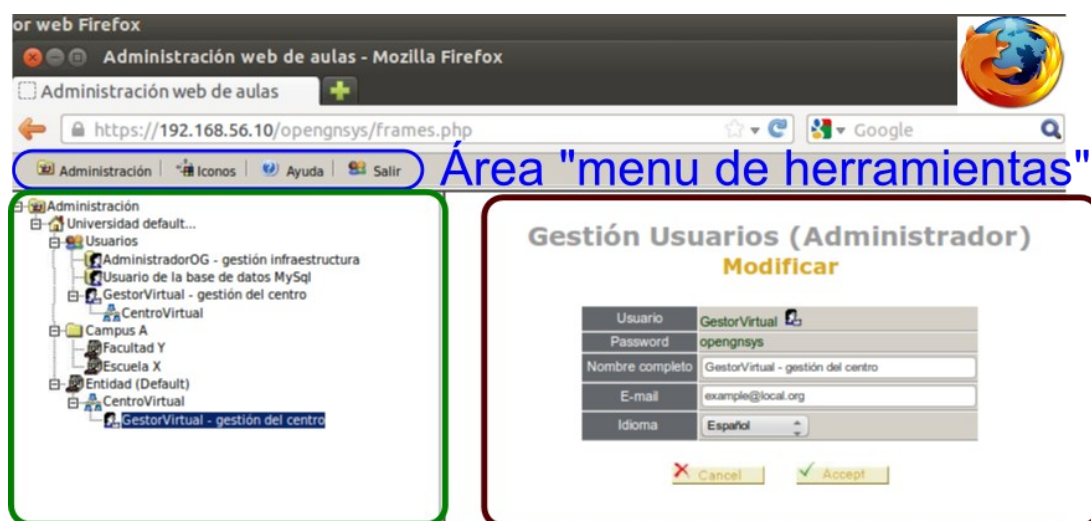 or web Firefox
Administración web de aulas - Mozilla Firefox
Administración web de aulas
https://192.168.56.10/opengnsys/frames.php
Google
Administración Iconos Ayuda Salir
Área "menu de herramientas"
Administración
Universidad default...
Usuarios
AdministradorOG - gestión infraestructura
Usuario de la base de datos MySql
GestorVirtual - gestión del centro
CentroVirtual
Campus A
Facultad Y
Escuela X
Entidad (Default)
CentroVirtual
GestorVirtual - gestión del centro
Gestión Usuarios (Administrador)
Modificar
Usuario GestorVirtual
Password opengnsys
Nombre completo GestorVirtual - gestión del centro
E-mail example@local.org
Idioma Español
Cancel Accept